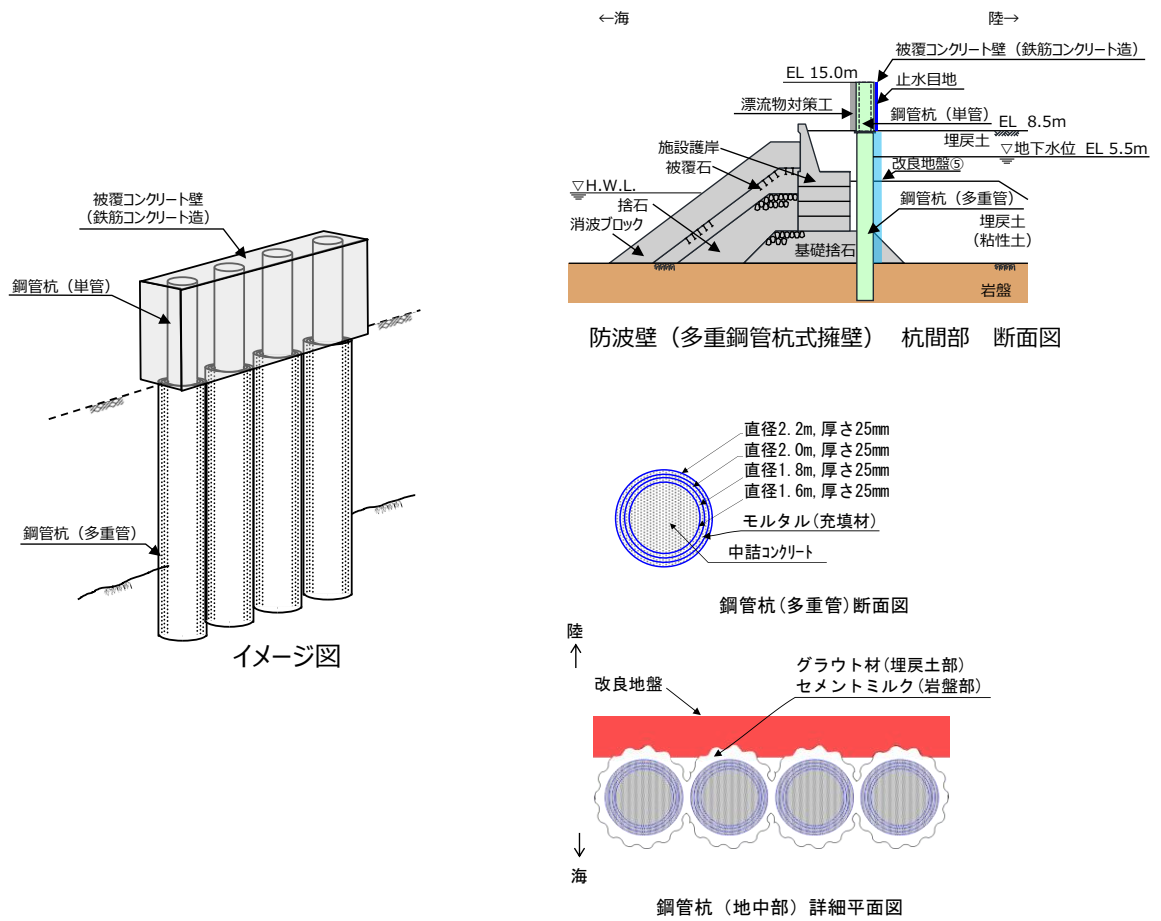 被覆コンクリート壁
(鉄筋コンクリート造)
鋼管杭(単管)
鋼管杭(多重管)
イメージ図
←海
陸→
被覆コンクリート壁(鉄筋コンクリート造)
EL 15.0m
止水目地
漂流物対策工
鋼管杭(単管)
EL 8.5m
埋戻土
▽地下水位 EL 5.5m
施設護岸
被覆石
改良地盤⑤
▽H.W.L.
捨石
鋼管杭(多重管)
消波ブロック
埋戻土
(粘性土)
基礎捨石
岩盤
防波壁(多重鋼管杭式擁壁) 杭間部 断面図
直径2.2m,厚さ25mm
直径2.0m,厚さ25mm
直径1.8m,厚さ25mm
直径1.6m,厚さ25mm
モルタル(充填材)
中詰コンクリート
鋼管杭(多重管)断面図
陸
グラウト材(埋戻土部)
セメントミルク(岩盤部)
改良地盤
海
鋼管杭(地中部)詳細平面図